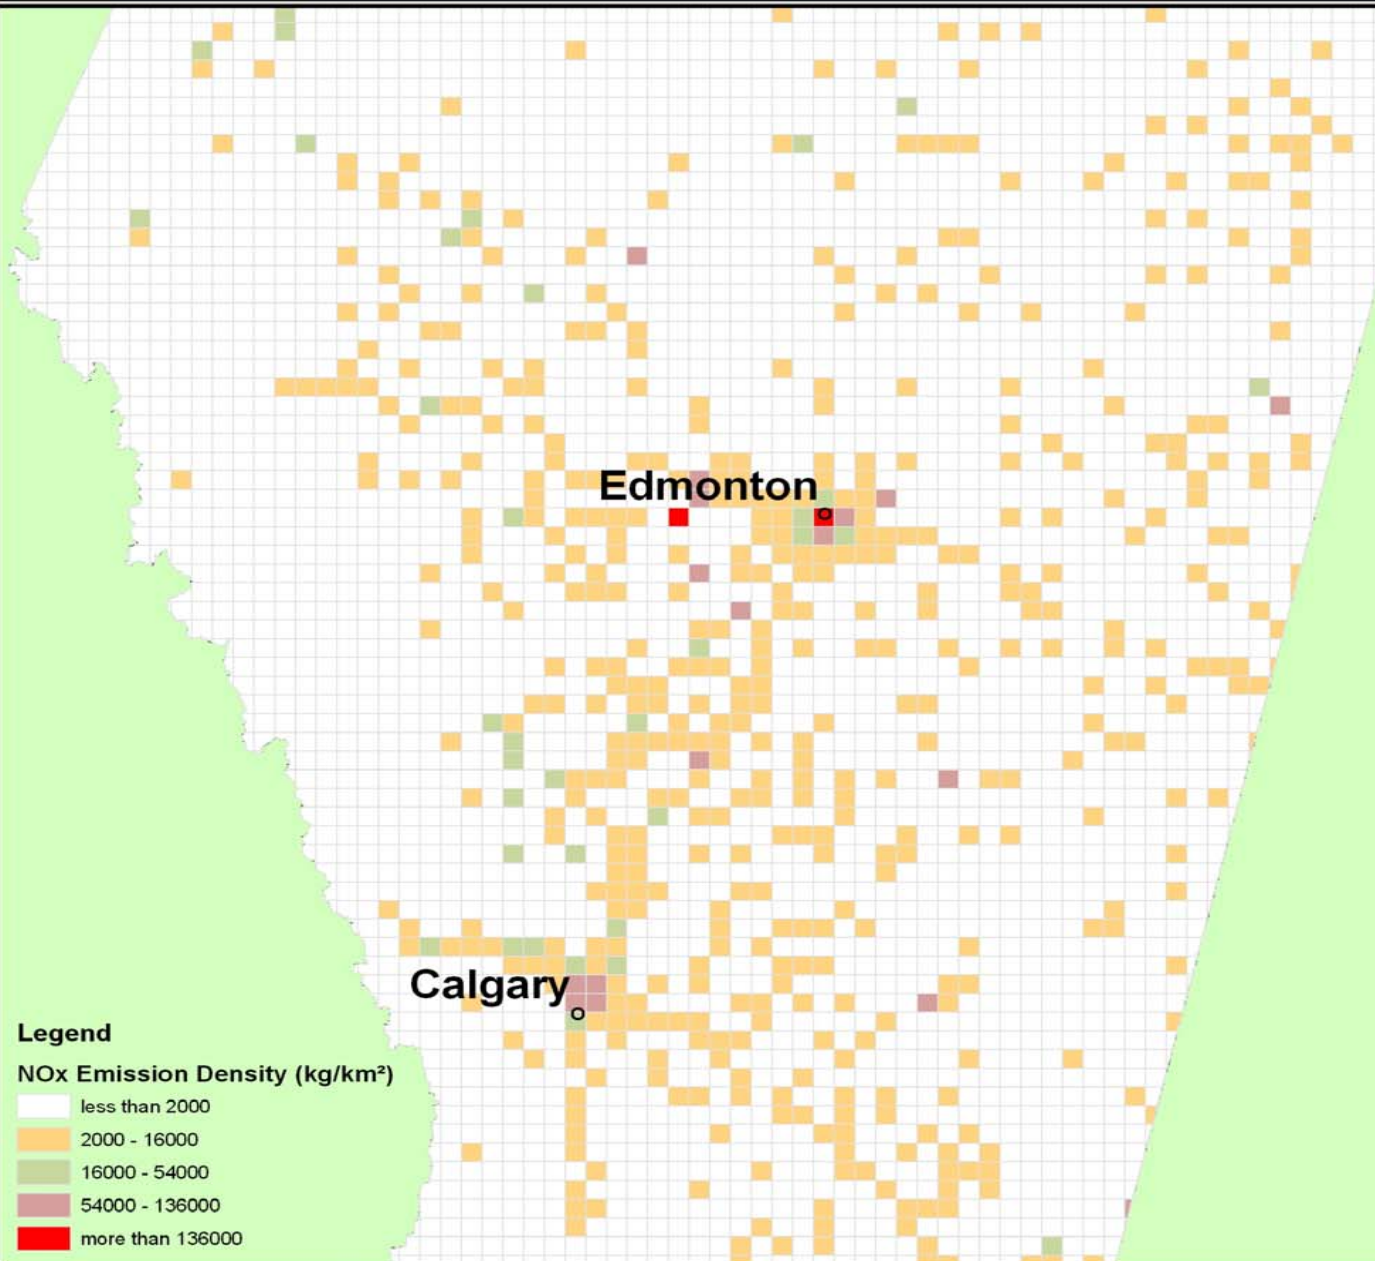 Edmonton
Calgary
Legend
NOx Emission Density (kg/km²)
less than 2000
2000 - 16000
16000 - 54000
54000 - 136000
more than 136000